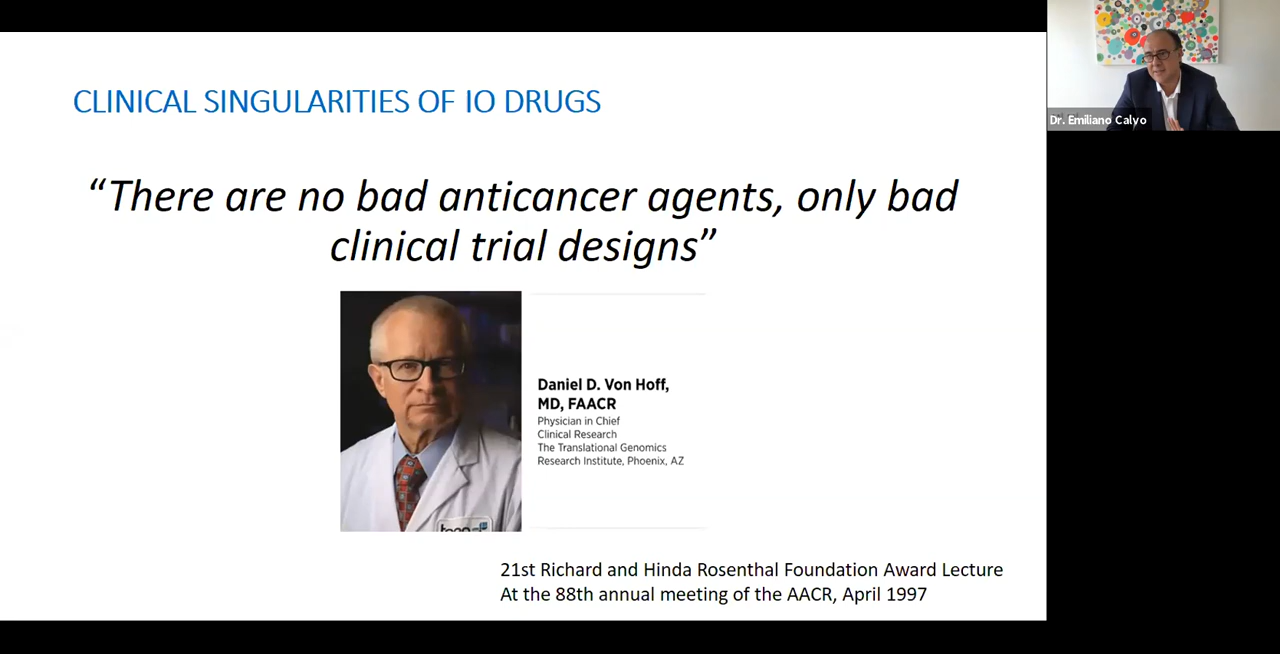 CLINICAL SINGULARITIES OF IO DRUGS
“There are no bad anticancer agents, only bad
clinical trial designs”
Daniel D. Von Hoff,
MD, FAACR
Physician in Chief
Clinical Research
The Translational Genomics
Research Institute, Phoenix, AZ
21st Richard and Hinda Rosenthal Foundation Award Lecture
At the 88th annual meeting of the AACR, April 1997
Dr. Emiliano Calvo